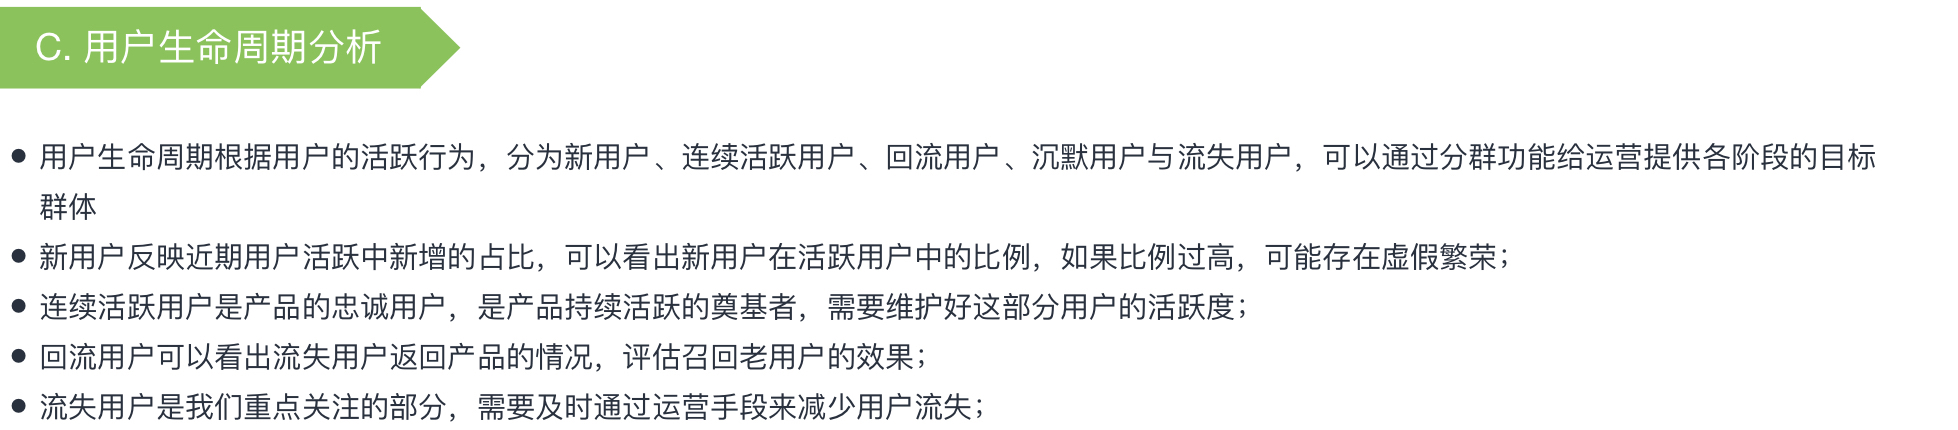 C. 用户生命周期分析
● 用户生命周期根据用户的活跃行为，分为新用户、连续活跃用户、回流用户、沉默用户与流失用户，可以通过分群功能给运营提供各阶段的目标
群体
● 新用户反映近期用户活跃中新增的占比，可以看出新用户在活跃用户中的比例，如果比例过高，可能存在虚假繁荣；
● 连续活跃用户是产品的忠诚用户，是产品持续活跃的奠基者，需要维护好这部分用户的活跃度；
● 回流用户可以看出流失用户返回产品的情况，评估召回老用户的效果；
● 流失用户是我们重点关注的部分，需要及时通过运营手段来减少用户流失；